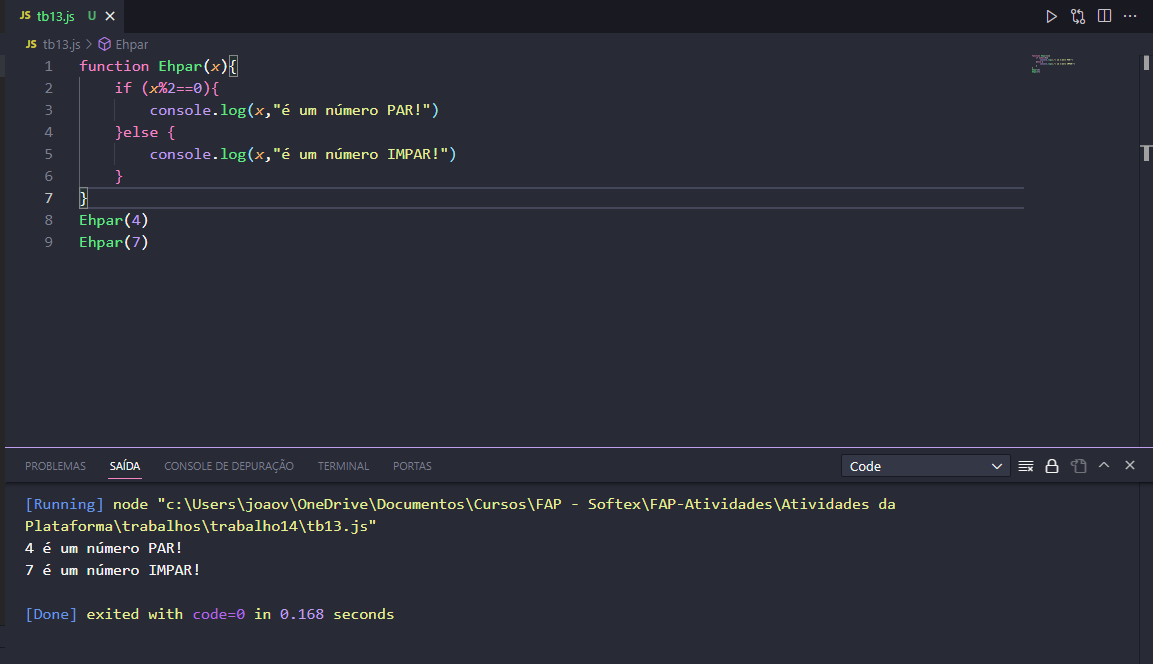 JS tb13.js U
JS tb13.js > Ehpar
1 function Ehpar(x){
2 if (x%2==0){
3 console.log(x,"é um número PAR!")
4 }else {
5 console.log(x,"é um número IMPAR!")
6 }
7 }
8 Ehpar(4)
9 Ehpar(7)
PROBLEMAS SAÍDA CONSOLE DE DEPURAÇÃO TERMINAL PORTAS Code
[Running] node "c:\Users\joaov\OneDrive\Documentos\Cursos\FAP - Softex\FAP-Atividades\Atividades da
Plataforma\trabalhos\trabalho14\tb13.js"
4 é um número PAR!
7 é um número IMPAR!
[Done] exited with code=0 in 0.168 seconds